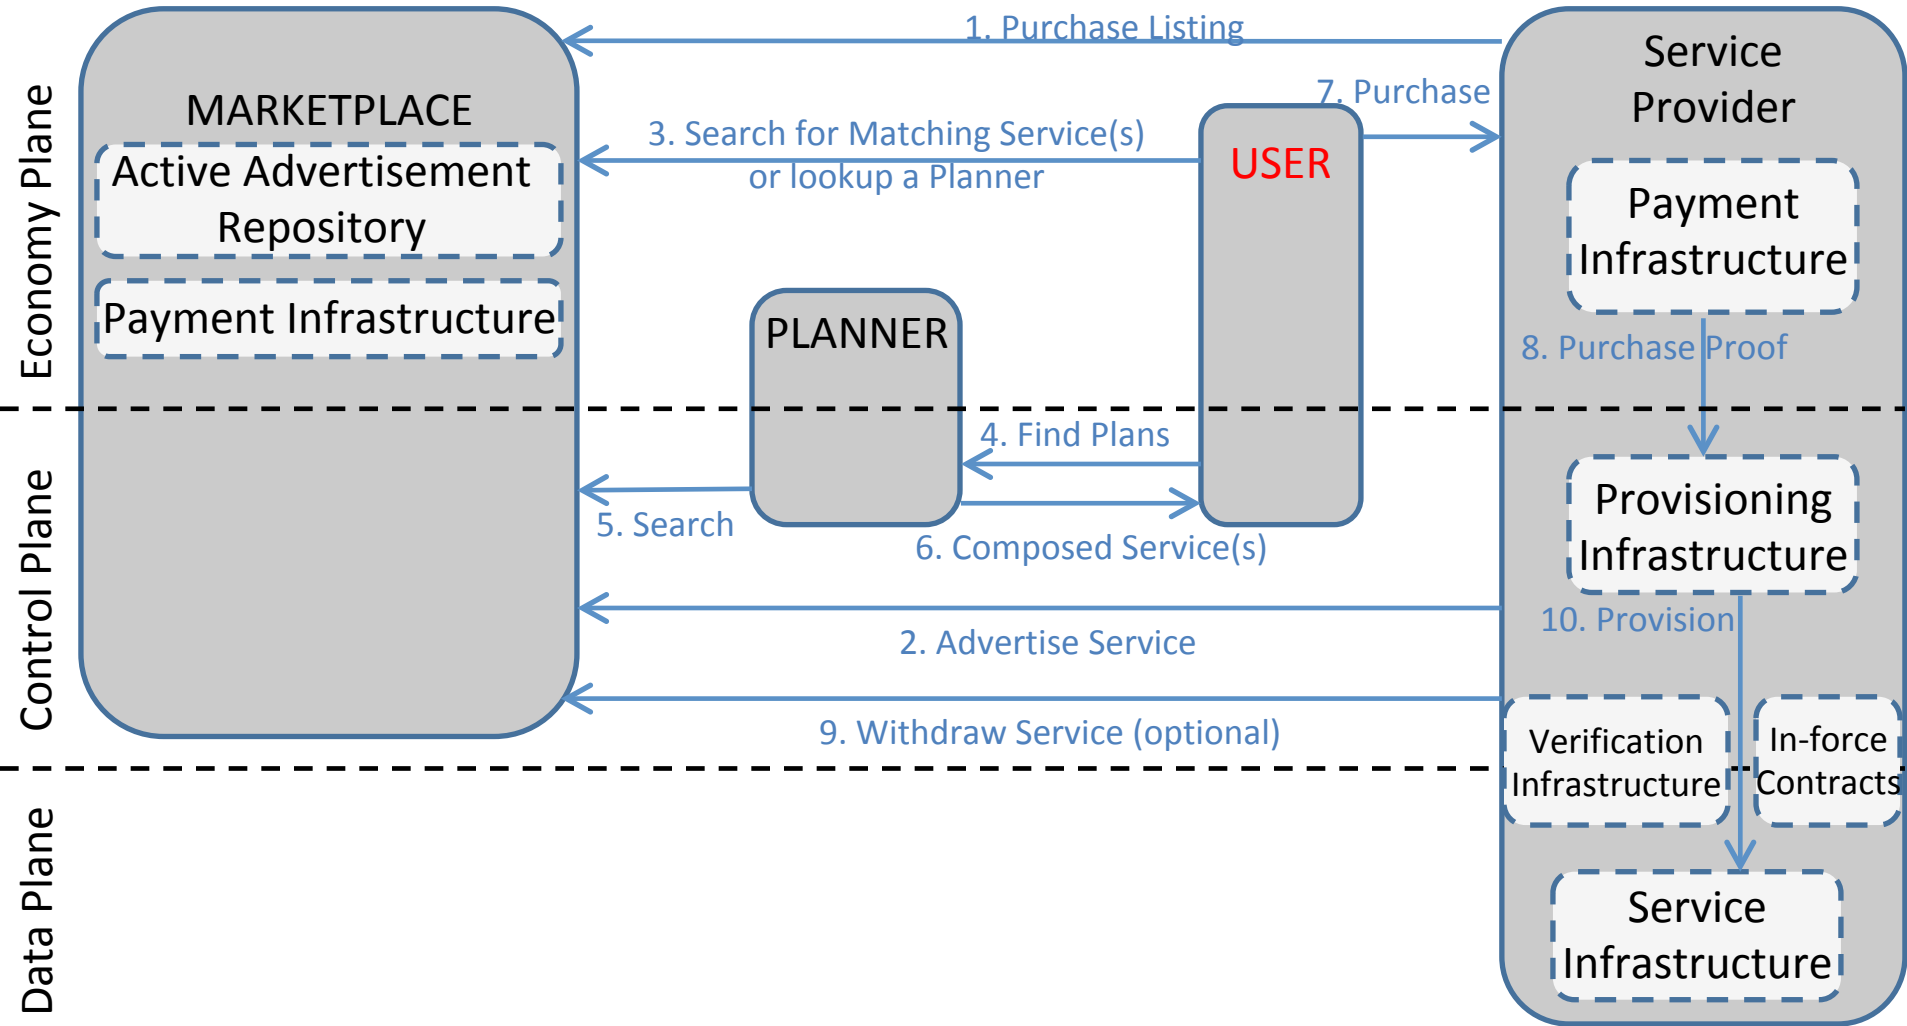 Economy Plane
Control Plane
Data Plane
MARKETPLACE
Active Advertisement
Repository
Payment Infrastructure
1. Purchase Listing
3. Search for Matching Service(s)
or lookup a Planner
PLANNER
USER
7. Purchase
4. Find Plans
5. Search
6. Composed Service(s)
2. Advertise Service
9. Withdraw Service (optional)
Service
Provider
Payment
Infrastructure
8. Purchase Proof
Provisioning
Infrastructure
10. Provision
Verification
Infrastructure
In-force
Contracts
Service
Infrastructure